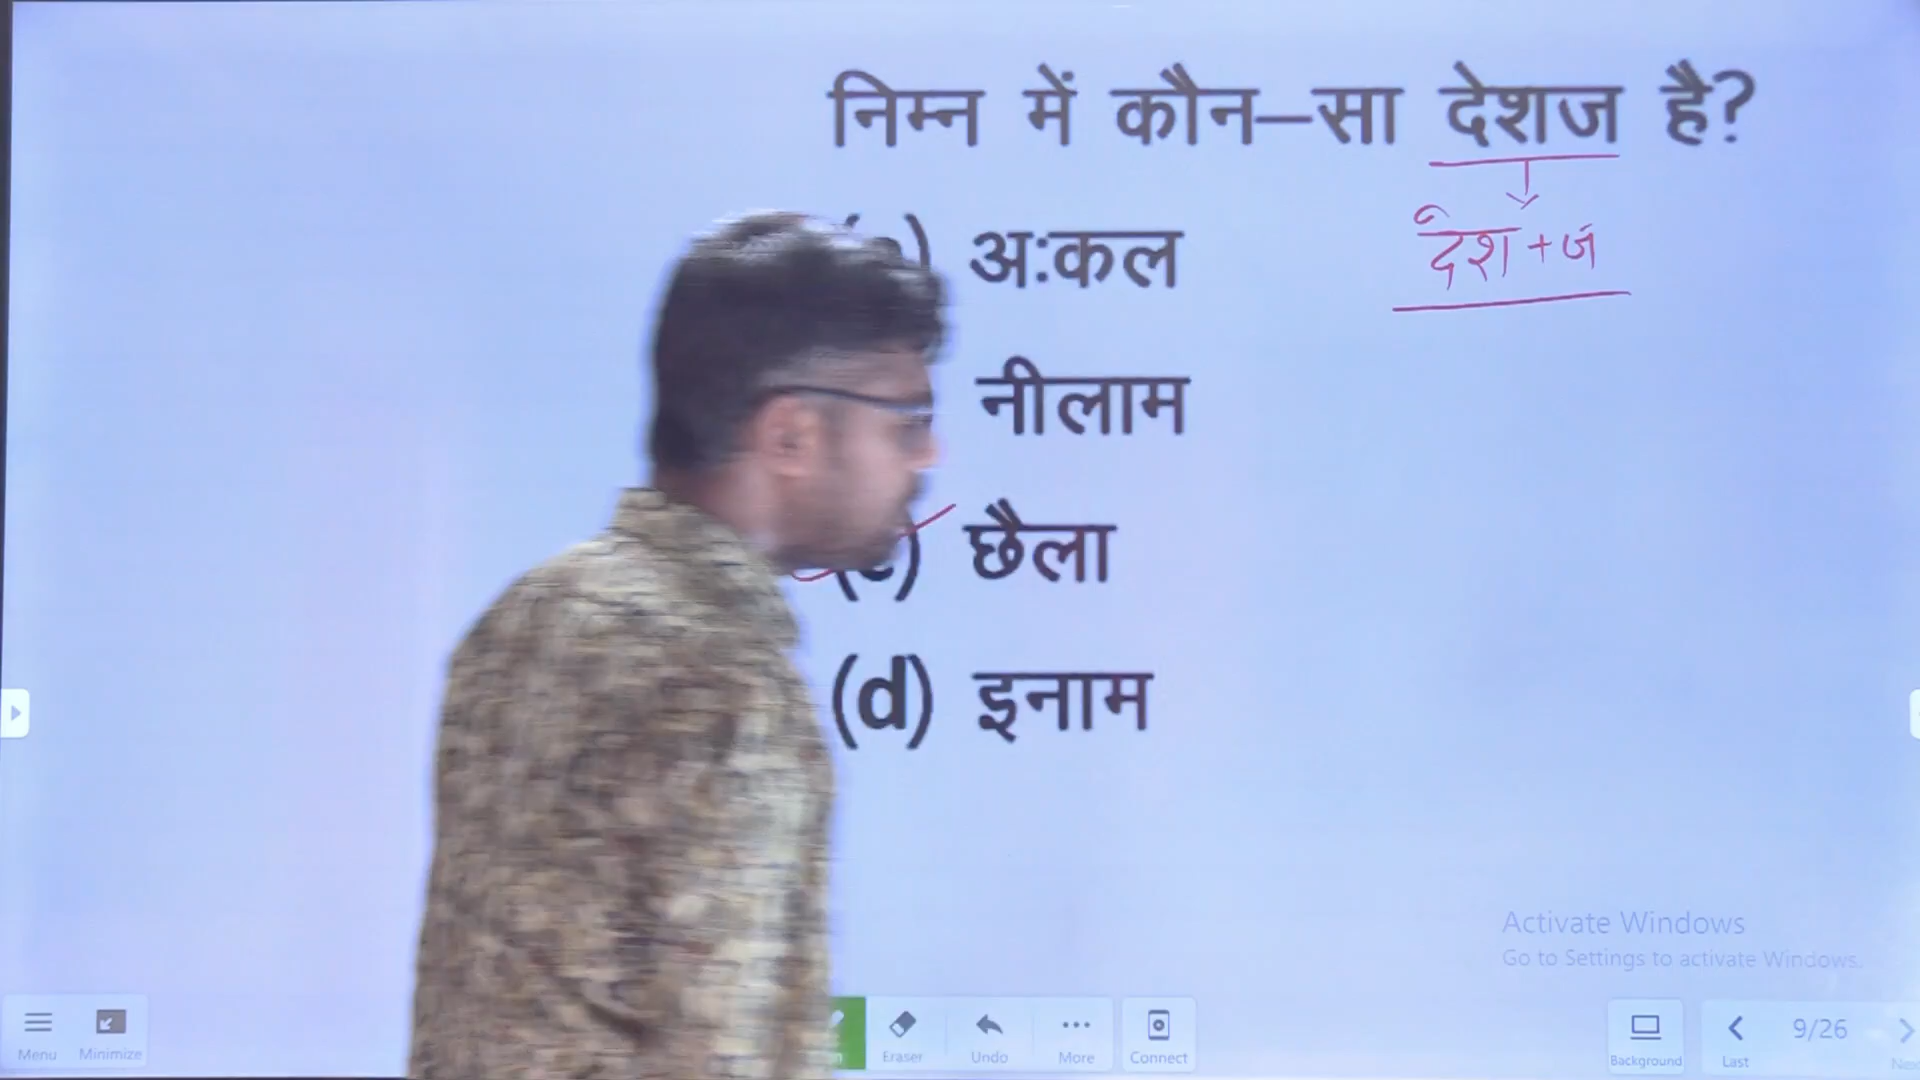 निम्न में कौन–सा देशज है?
देश + ज
अ:कल
नीलाम
(c) छैला
(d) इनाम
Activate Windows
Go to Settings to activate Windows.
Menu
Minimize
Eraser
Undo
More
Connect
Background
Last
9/26